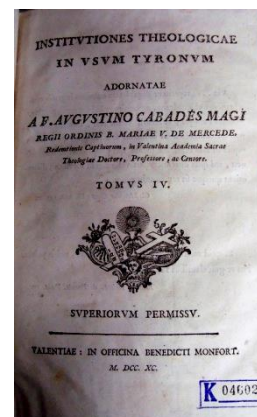 INSTITVTIONES THEOLOGICAE
IN VSVM TYRONVM
ADORNATAE
A F. AVGVSTINO CABADÉS MAGI
REGII ORDINIS B. MARIAE V. DE MERCEDE.
Redemtionis Captivorum, in Valentina Academia Sacrae
Theologiae Doctore, Professore, ac Censore.
TOMVS IV.
SVPERIORVM PERMISSV.
VALENTIAE: IN OFFICINA BENEDICTI MONFORT.
M. DCC. XC.
K 04602